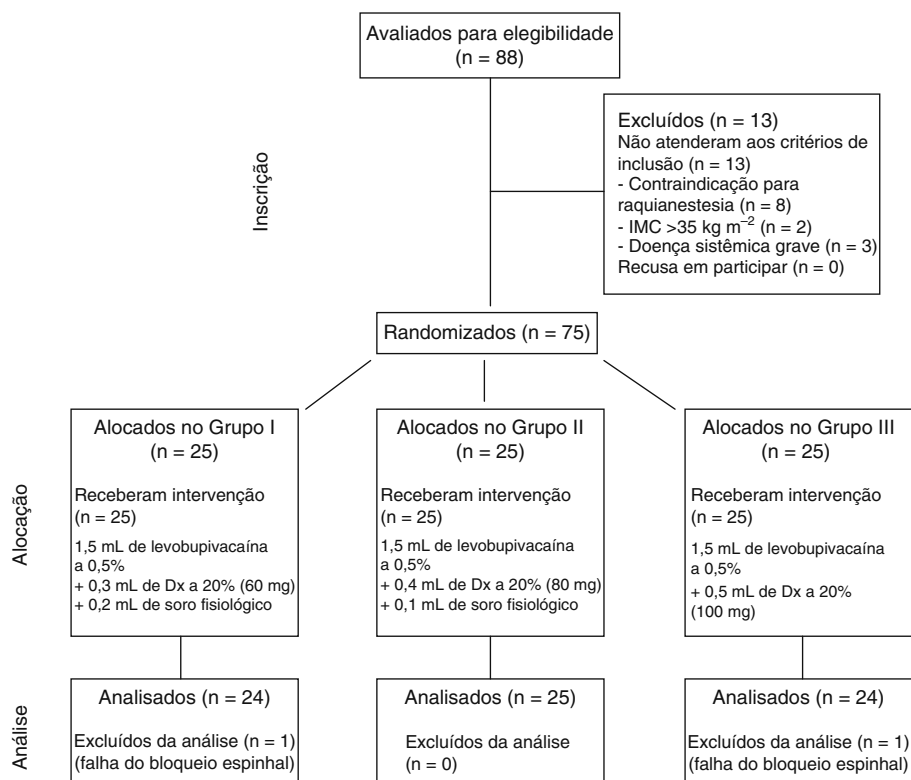 Avaliados para elegibilidade
(n = 88)
Inscrição
Excluídos (n = 13)
Não atenderam aos critérios de
inclusão (n = 13)
- Contraindicação para
raquianestesia (n = 8)
- IMC >35 kg m⁻² (n = 2)
- Doença sistêmica grave (n = 3)
Recusa em participar (n = 0)
Randomizados (n = 75)
Alocação
Alocados no Grupo I
(n = 25)
Receberam intervenção
(n = 25)
1,5 mL de levobupivacaína
a 0,5%
+ 0,3 mL de Dx a 20% (60 mg)
+ 0,2 mL de soro fisiológico
Alocados no Grupo II
(n = 25)
Receberam intervenção
(n = 25)
1,5 mL de levobupivacaína
a 0,5%
+ 0,4 mL de Dx a 20% (80 mg)
+ 0,1 mL de soro fisiológico
Alocados no Grupo III
(n = 25)
Receberam intervenção
(n = 25)
1,5 mL de levobupivacaína
a 0,5%
+ 0,5 mL de Dx a 20%
(100 mg)
Análise
Analisados (n = 24)
Excluídos da análise (n = 1)
(falha do bloqueio espinhal)
Analisados (n = 25)
Excluídos da análise
(n = 0)
Analisados (n = 24)
Excluídos da análise (n = 1)
(falha do bloqueio espinhal)